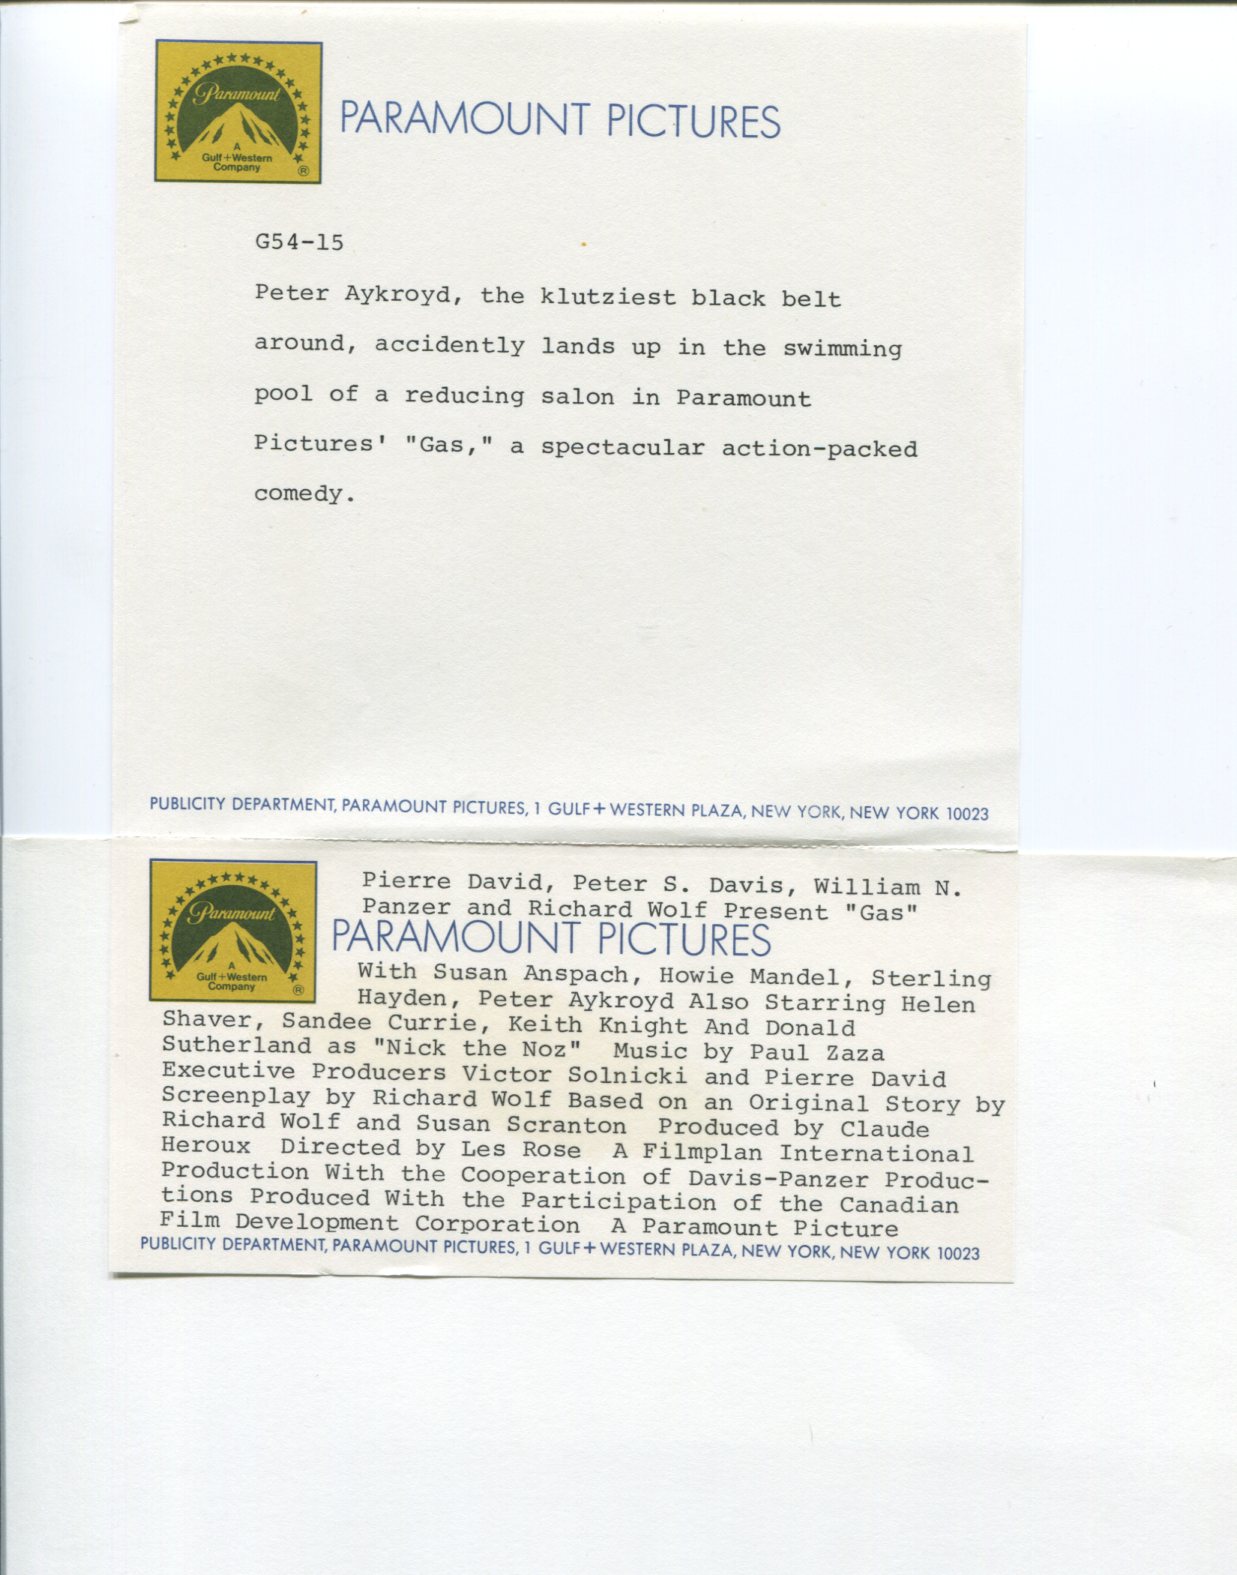 Paramount
A
Gulf+Western
Company
®
PARAMOUNT PICTURES
G54-15
Peter Aykroyd, the klutziest black belt
around, accidently lands up in the swimming
pool of a reducing salon in Paramount
Pictures' "Gas," a spectacular action-packed
comedy.
PUBLICITY DEPARTMENT, PARAMOUNT PICTURES, 1 GULF+WESTERN PLAZA, NEW YORK, NEW YORK 10023
Paramount
A
Gulf+Western
Company
®
Pierre David, Peter S. Davis, William N.
Panzer and Richard Wolf Present "Gas"
PARAMOUNT PICTURES
With Susan Anspach, Howie Mandel, Sterling
Hayden, Peter Aykroyd Also Starring Helen
Shaver, Sandee Currie, Keith Knight And Donald
Sutherland as "Nick the Noz" Music by Paul Zaza
Executive Producers Victor Solnicki and Pierre David
Screenplay by Richard Wolf Based on an Original Story by
Richard Wolf and Susan Scranton Produced by Claude
Heroux Directed by Les Rose A Filmplan International
Production With the Cooperation of Davis-Panzer Produc-
tions Produced With the Participation of the Canadian
Film Development Corporation A Paramount Picture
PUBLICITY DEPARTMENT, PARAMOUNT PICTURES, 1 GULF+WESTERN PLAZA, NEW YORK, NEW YORK 10023